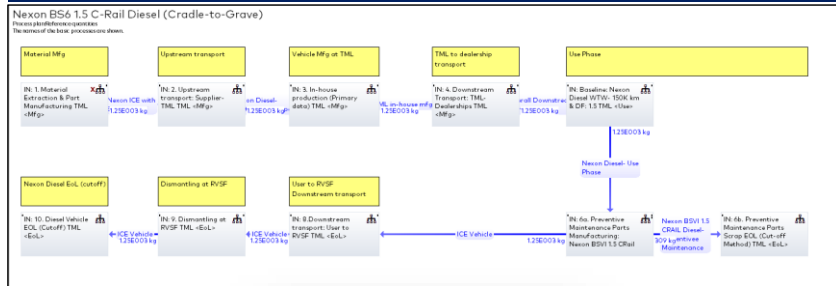 Nexon BS6 1.5 C-Rail Diesel (Cradle-to-Grave)
Process plan:Reference quantities
The names of the basic processes are shown.
Material Mfg
Upstream transport
Vehicle Mfg at TML
TML to dealership
transport
Use Phase
IN: 1. Material
Extraction & Part
Manufacturing TML
<Mfg>
Nexon ICE with
1.25E003 kg
IN: 2. Upstream
transport: Supplier-
TML TML <Mfg>
on Diesel-
1.25E003 kg
IN: 3. In-house
production (Primary
data) TML <Mfg>
ML in-house mfg
1.25E003 kg
IN: 4. Downstream
Transport: TML-
Dealerships TML
<Mfg>
1.25E003 kg
IN: Baseline: Nexon
Diesel WTW- 150K km
& DF: 1.5 TML <Use>
1.25E003 kg
Nexon Diesel- Use
Phase
Nexon Diesel EoL (cutoff)
Dismantling at RVSF
User to RVSF
Downstream transport
IN: 10. Diesel Vehicle
EOL (Cutoff) TML
<EoL>
ICE Vehicle
1.25E003 kg
IN: 9. Dismantling at
RVSF TML <EoL>
ICE Vehicle
1.25E003 kg
IN: 8.Downstream
transport: User to
RVSF TML <EoL>
ICE Vehicle
1.25E003 kg
IN: 6a. Preventive
Maintenance Parts
Manufacturing:
Nexon BSVI 1.5 CRail
Nexon BSVI 1.5
CRAIL Diesel-
309 kg
Maintenance
IN: 6b. Preventive
Maintenance Parts
Scrap EOL (Cut-off
Method) TML <EoL>